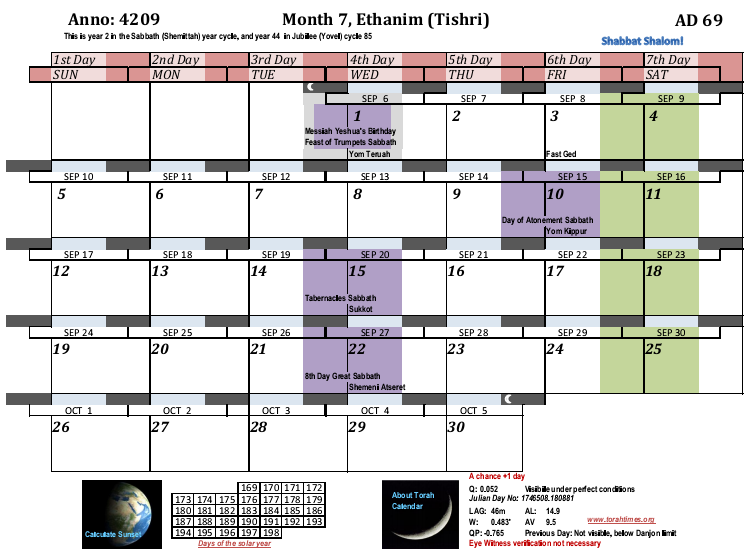 Anno: 4209 Month 7, Ethanim (Tishri) AD 69
This is year 2 in the Sabbath (Shemittah) year cycle, and year 44 in Jubilee (Yovel) cycle 85
Shabbat Shalom!
1st Day 2nd Day 3rd Day 4th Day 5th Day 6th Day 7th Day
SUN MON TUE WED THU FRI SAT
SEP 6 SEP 7 SEP 8 SEP 9
1 2 3 4
Messiah Yeshua's Birthday
Feast of Trumpets Sabbath
Yom Teruah Fast Ged
SEP 10 SEP 11 SEP 12 SEP 13 SEP 14 SEP 15 SEP 16
5 6 7 8 9 10 11
Day of Atonement Sabbath
Yom Kippur
SEP 17 SEP 18 SEP 19 SEP 20 SEP 21 SEP 22 SEP 23
12 13 14 15 16 17 18
Tabernacles Sabbath
Sukkot
SEP 24 SEP 25 SEP 26 SEP 27 SEP 28 SEP 29 SEP 30
19 20 21 22 23 24 25
8th Day Great Sabbath
Shemeni Atseret
OCT 1 OCT 2 OCT 3 OCT 4 OCT 5
26 27 28 29 30
Calculate Sunset
169 170 171 172
173 174 175 176 177 178 179
180 181 182 183 184 185 186
187 188 189 190 191 192 193
194 195 196 197 198
Days of the solar year
About Torah
Calendar
A chance +1 day
Q: 0.052 Visibille under perfect conditions
Julian Day No: 1746508.180881
LAG: 46m AL: 14.9
W: 0.483' AV 9.5 www.torahtimes.org
QP: -0.765 Previous Day: Not visible, below Danjon limit
Eye Witness verification not necessary